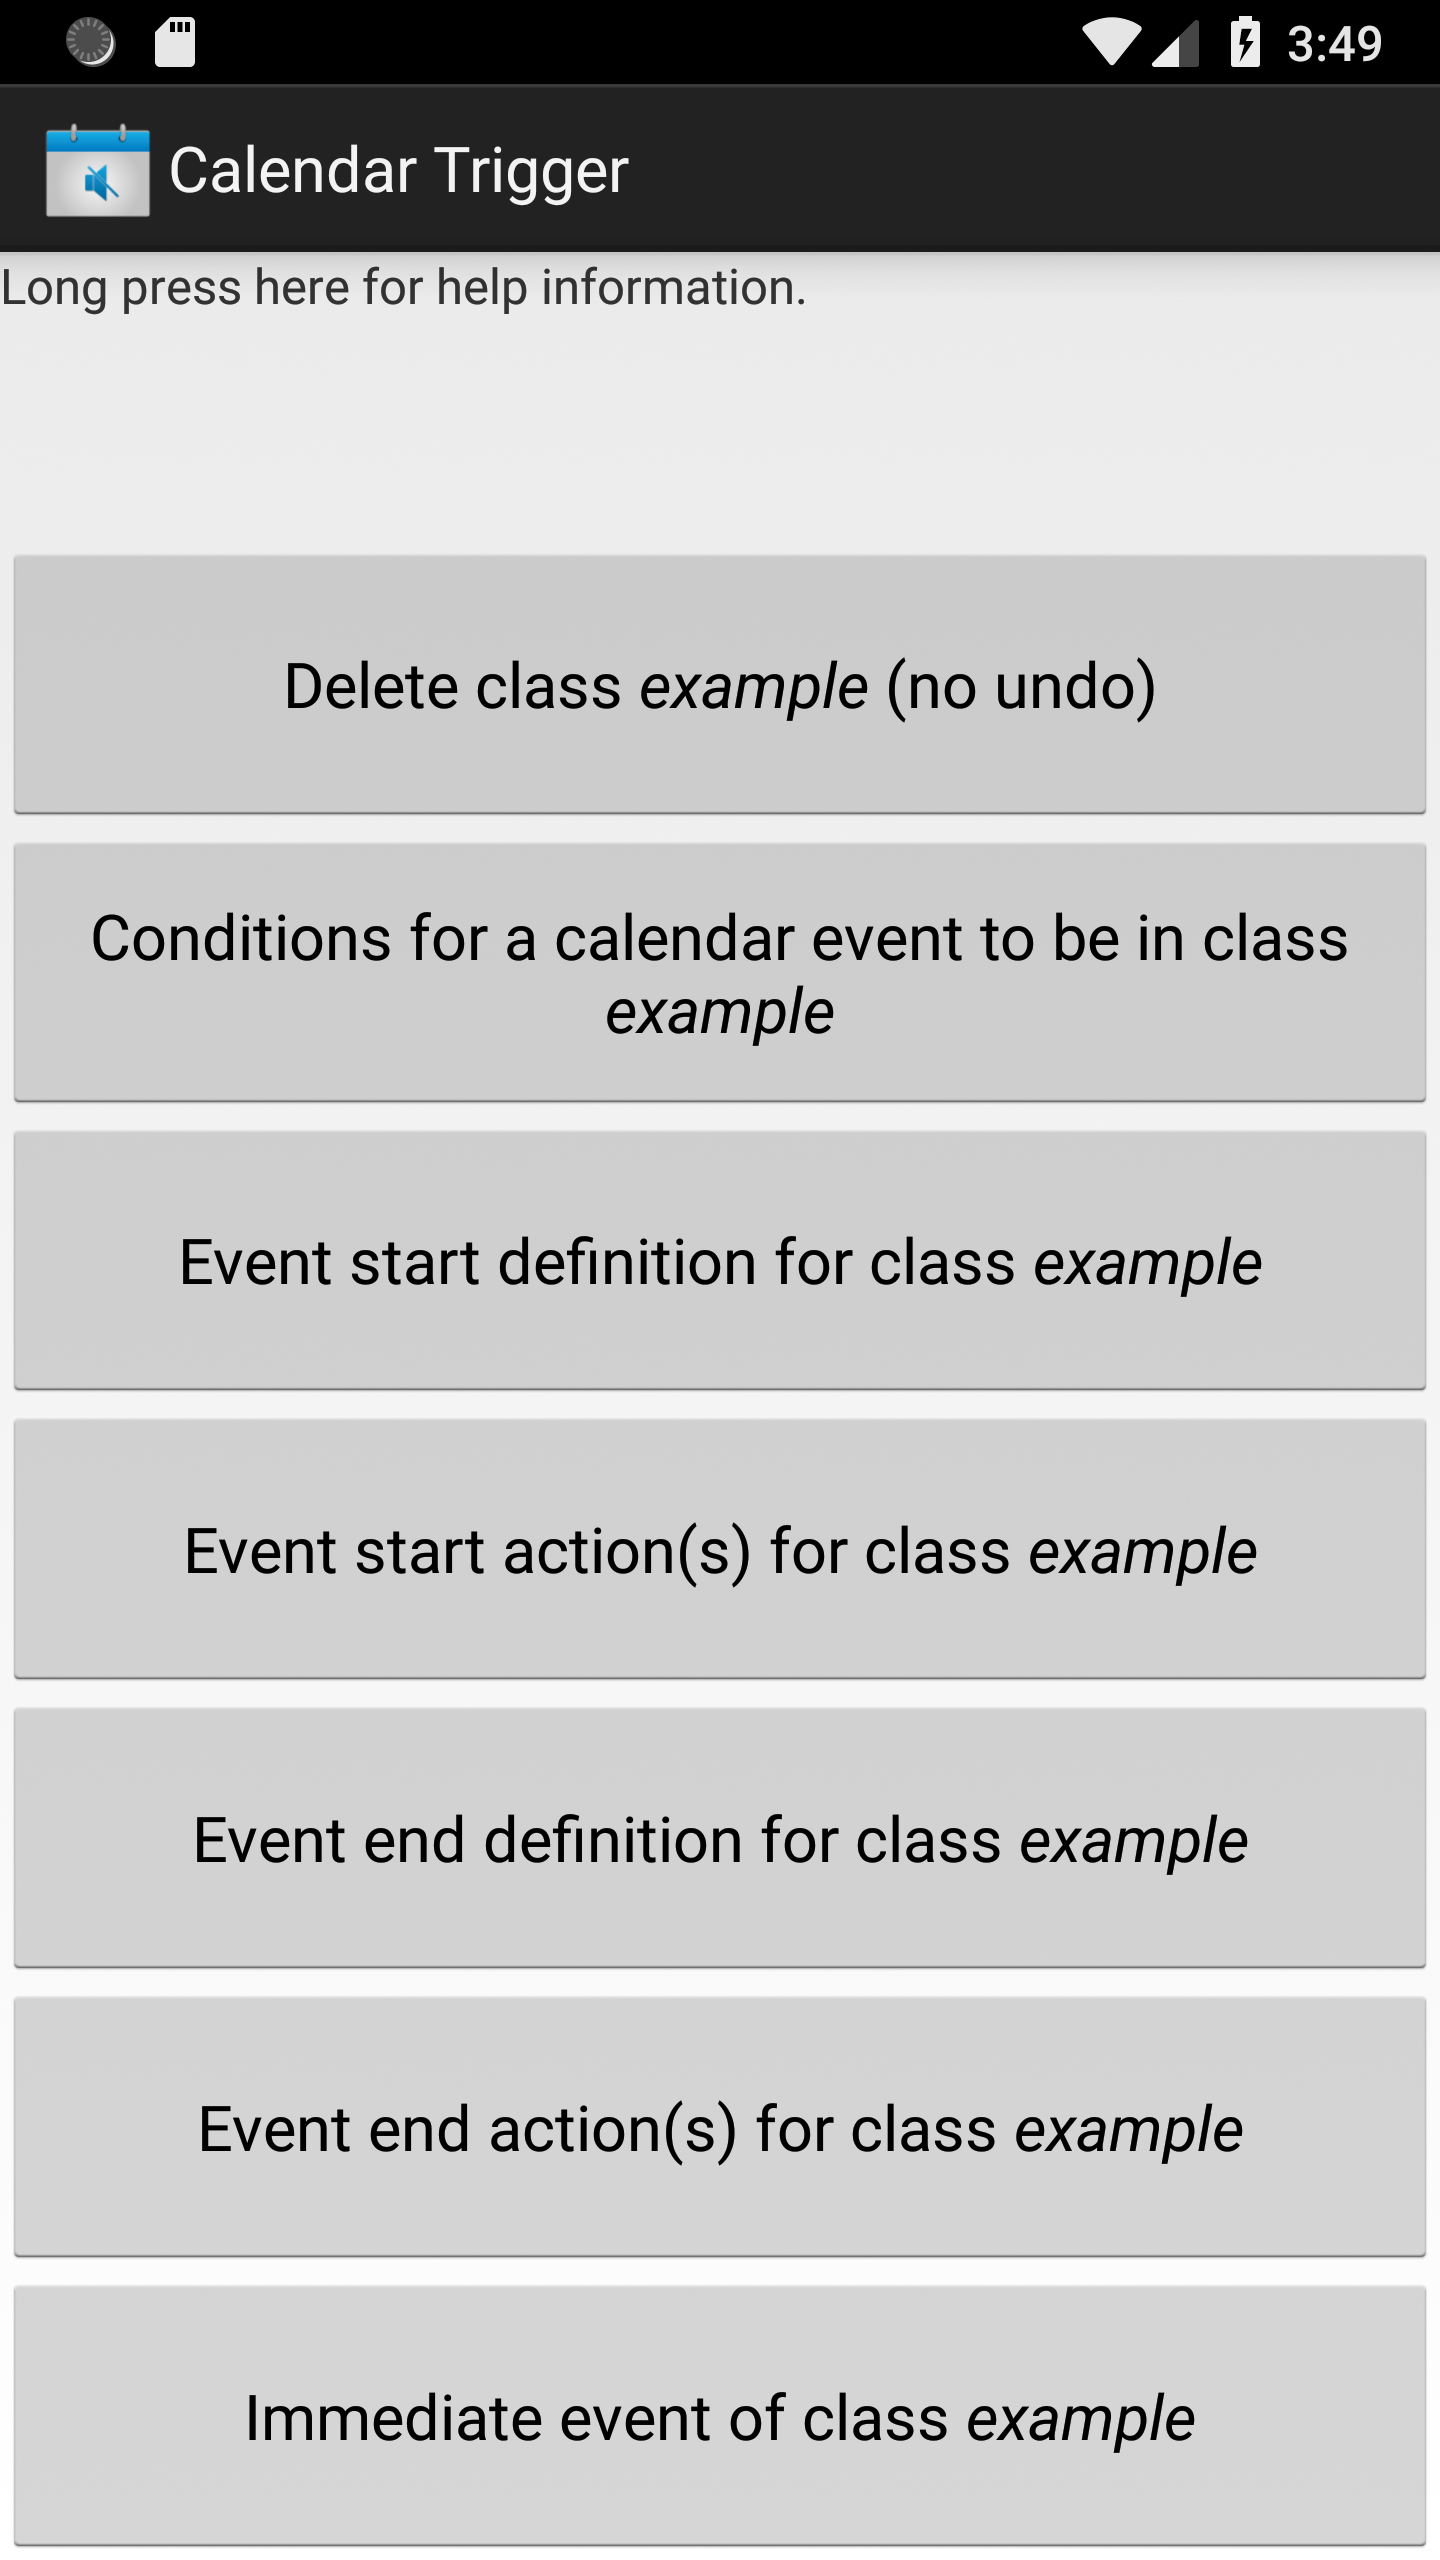 3:49
Calendar Trigger
Long press here for help information.
Delete class example (no undo)
Conditions for a calendar event to be in class
example
Event start definition for class example
Event start action(s) for class example
Event end definition for class example
Event end action(s) for class example
Immediate event of class example